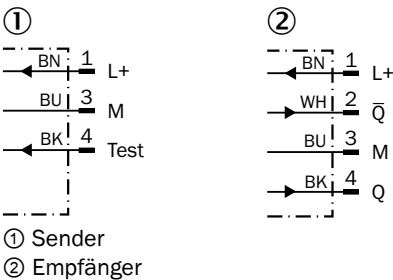 ①
BN 1 L+
BU 3 M
BK 4 Test
②
BN 1 L+
WH 2 Q̅
BU 3 M
BK 4 Q
① Sender
② Empfänger